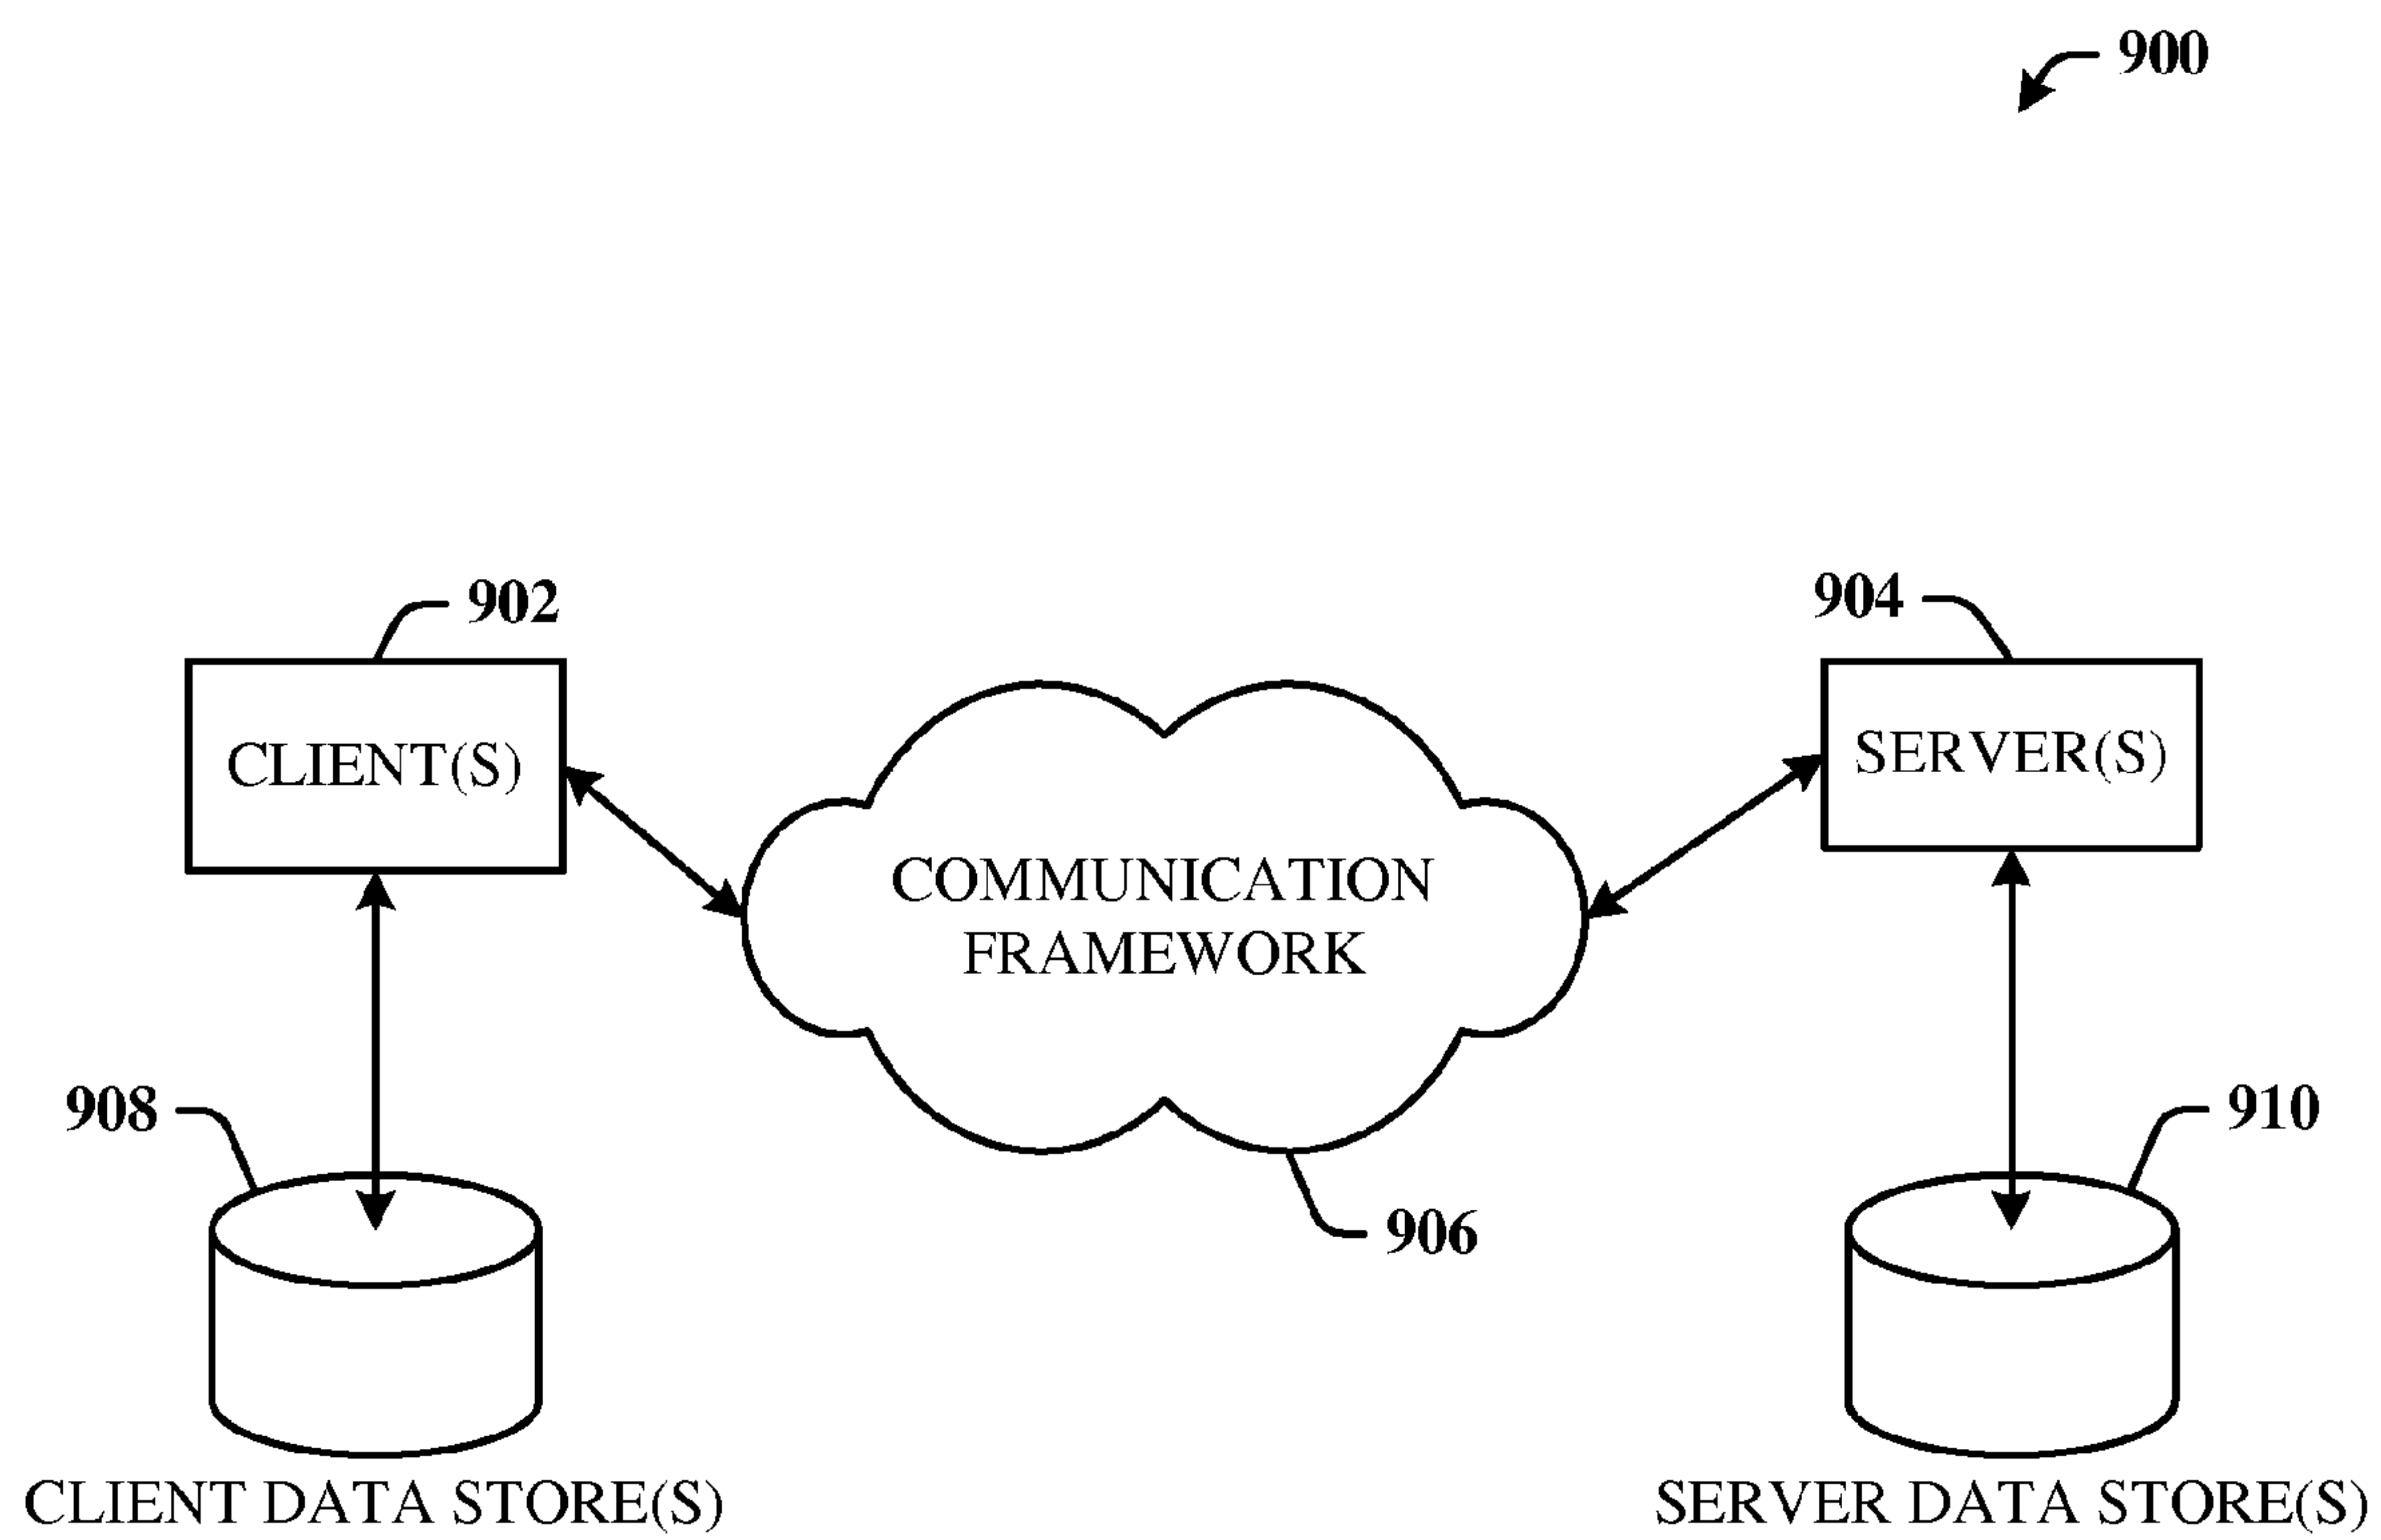 900
902
904
CLIENT(S)
SERVER(S)
COMMUNICATION
FRAMEWORK
908
910
906
CLIENT DATA STORE(S)
SERVER DATA STORE(S)